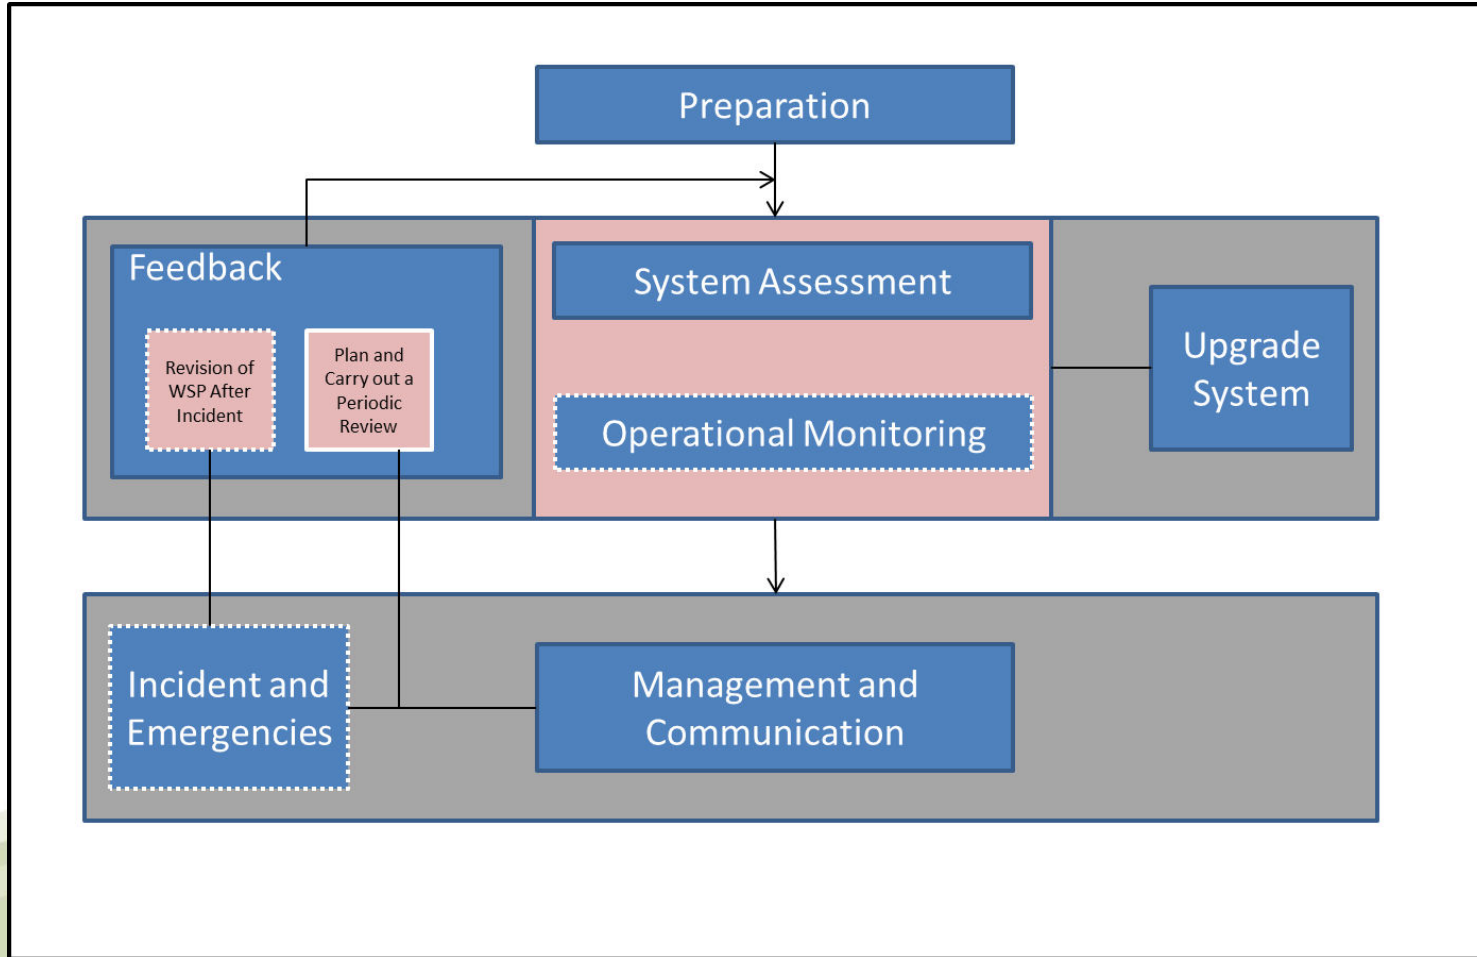 Preparation
Feedback
Revision of
WSP After
Incident
Plan and
Carry out a
Periodic
Review
System Assessment
Operational Monitoring
Upgrade
System
Incident and
Emergencies
Management and
Communication